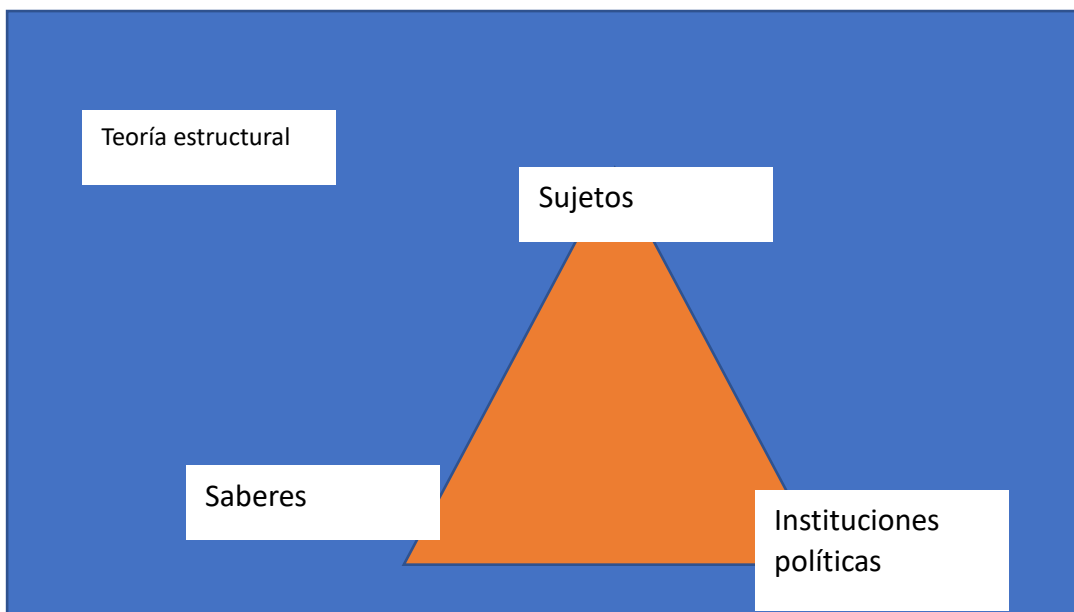 Teoría estructural
Sujetos
Saberes
Instituciones
políticas